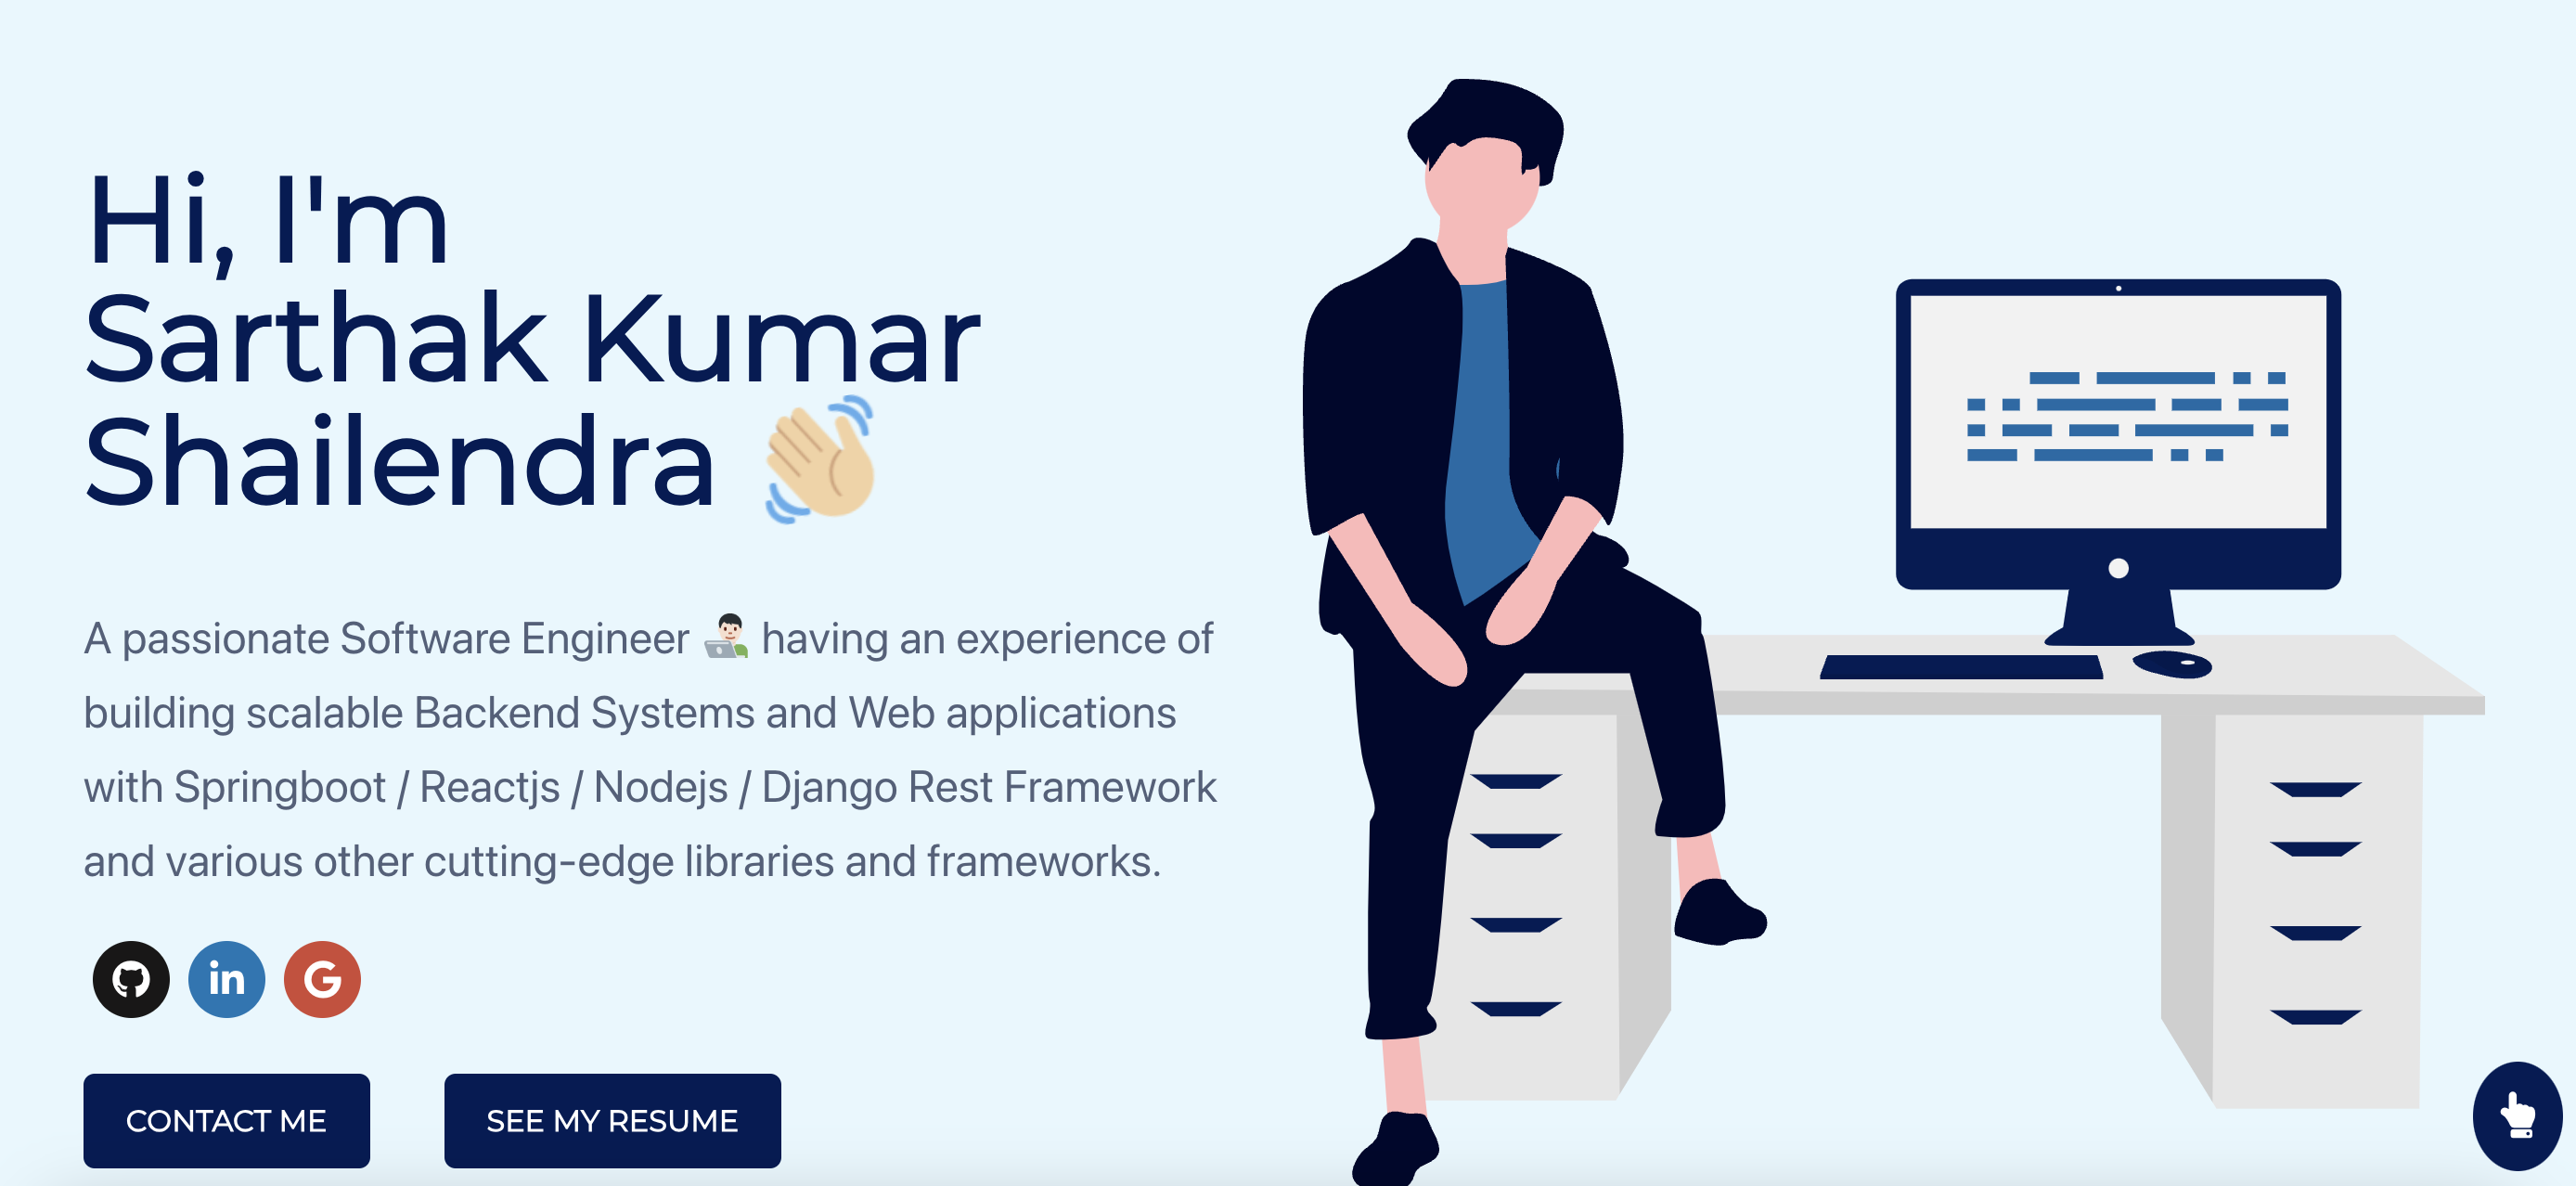 Hi, I'm
Sarthak Kumar
Shailendra 👋🏼
A passionate Software Engineer 👨🏻‍💻 having an experience of
building scalable Backend Systems and Web applications
with Springboot / Reactjs / Nodejs / Django Rest Framework
and various other cutting-edge libraries and frameworks.
in G
CONTACT ME SEE MY RESUME